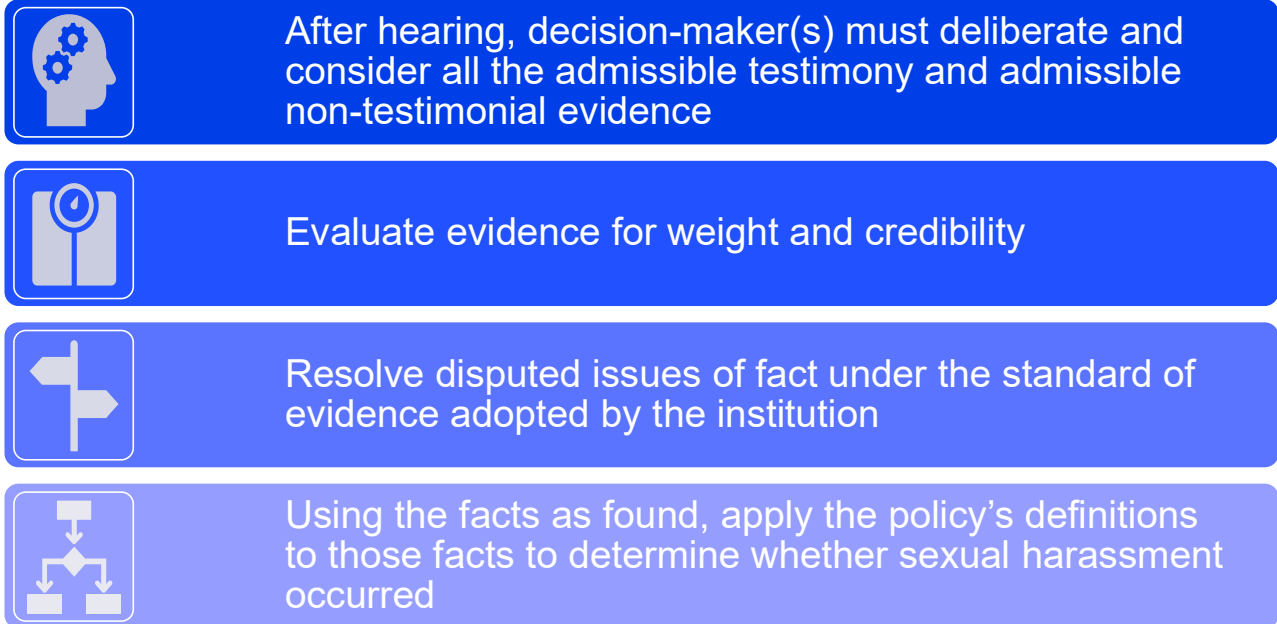 After hearing, decision-maker(s) must deliberate and
consider all the admissible testimony and admissible
non-testimonial evidence
Evaluate evidence for weight and credibility
Resolve disputed issues of fact under the standard of
evidence adopted by the institution
Using the facts as found, apply the policy’s definitions
to those facts to determine whether sexual harassment
occurred